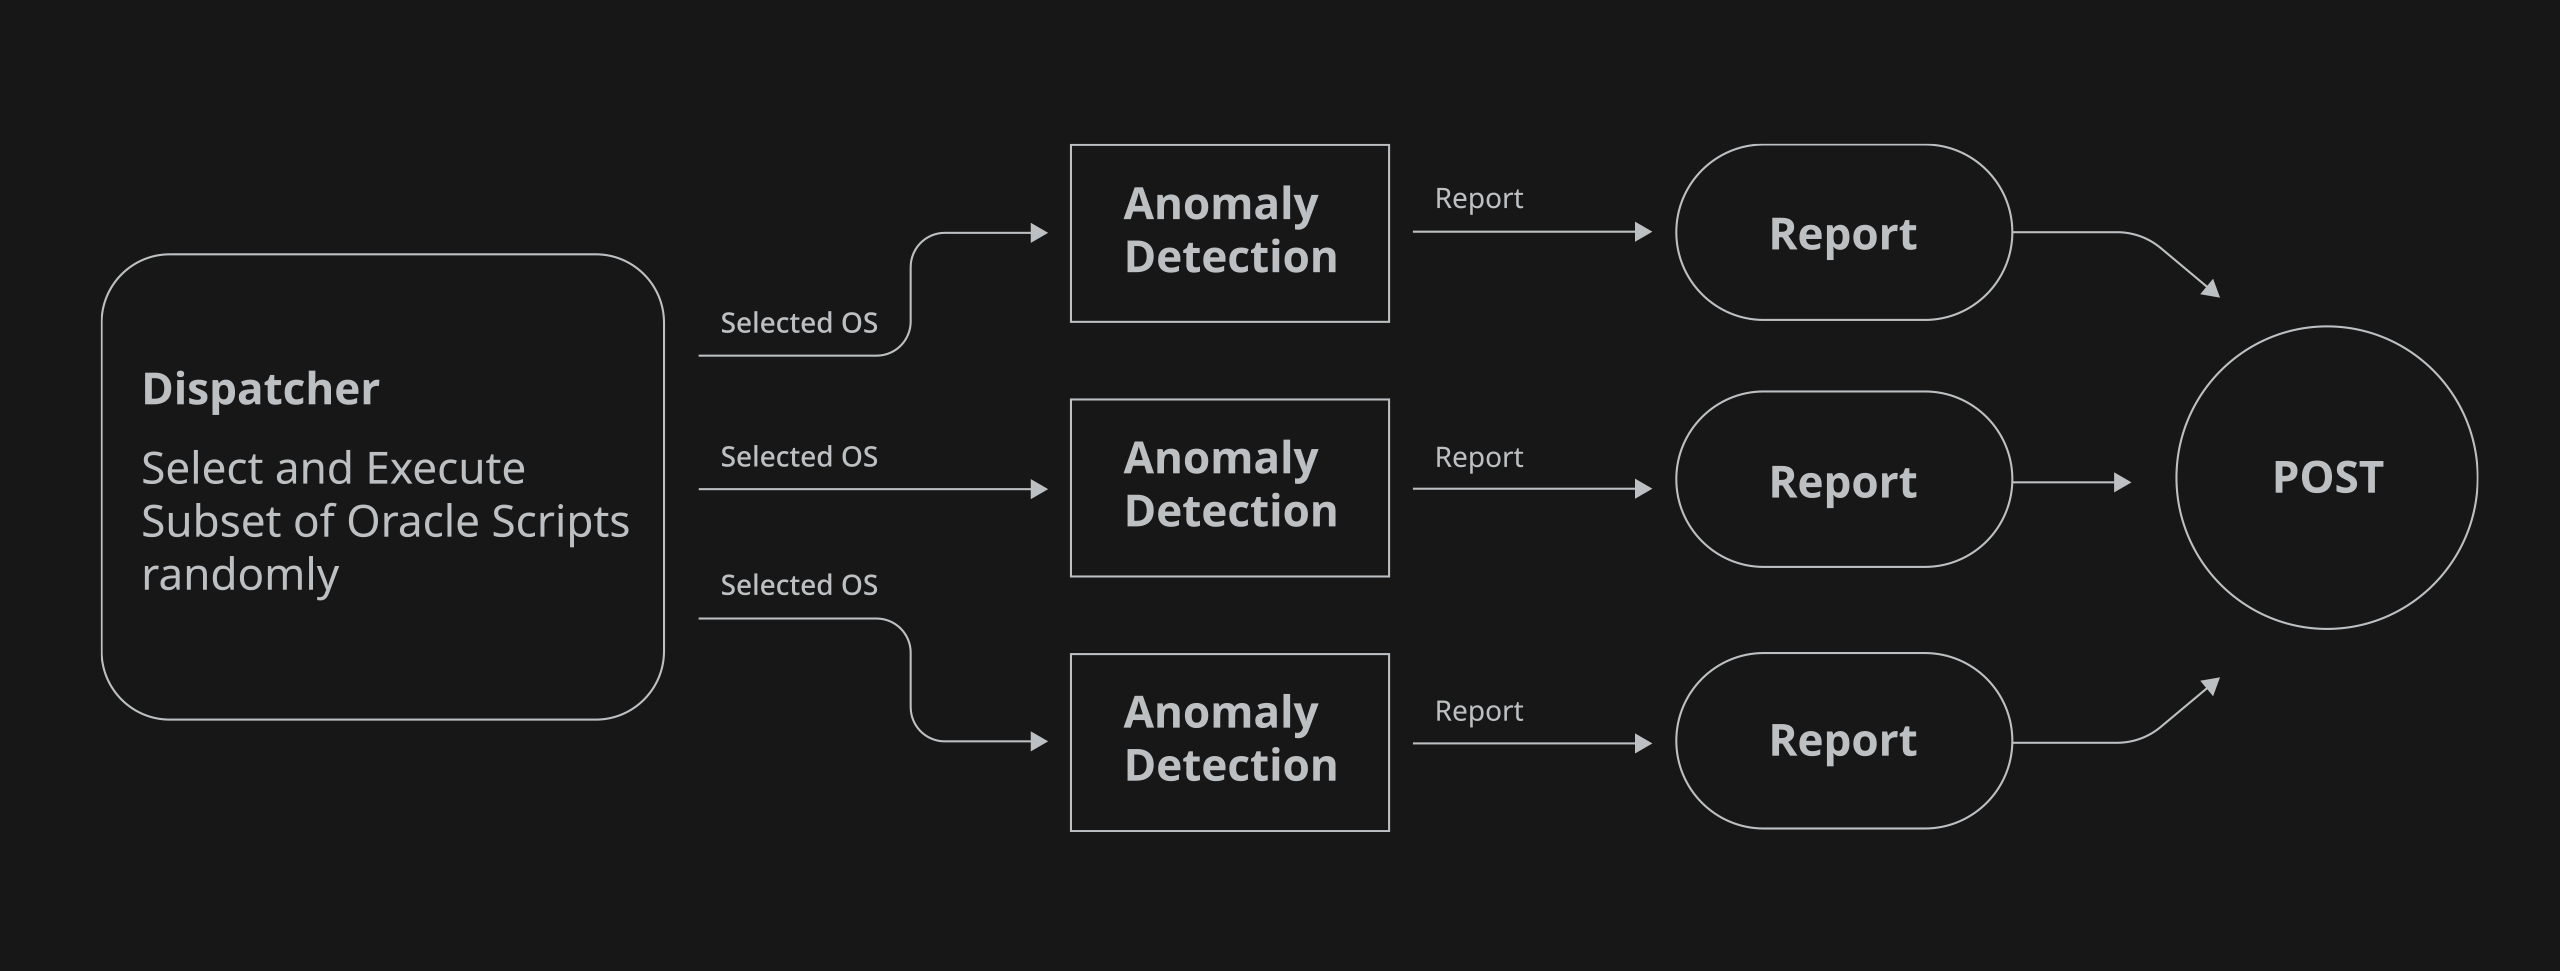 Dispatcher
Select and Execute
Subset of Oracle Scripts
randomly
Selected OS
Selected OS
Selected OS
Anomaly
Detection
Anomaly
Detection
Anomaly
Detection
Report
Report
Report
Report
Report
Report
POST